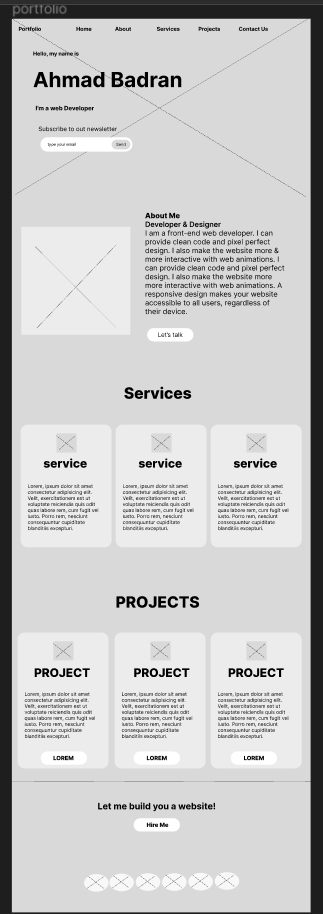 portfolio
Portfolio Home About Services Projects Contact Us
Hello, my name is
Ahmad Badran
I'm a web Developer
Subscribe to out newsletter
type your email Send
About Me
Developer & Designer
I am a front-end web developer. I can
provide clean code and pixel perfect
design. I also make the website more &
more interactive with web animations. I
can provide clean code and pixel perfect
design. I also make the website more
more interactive with web animations. A
responsive design makes your website
accessible to all users, regardless of
their device.
Let's talk
Services
service
Lorem, ipsum dolor sit amet
consectetur adipisicing elit.
Velit, exercitationem est ut
voluptate reiciendis quis odit
quas labore rem, cum fugit vel
iusto. Porro rem, nesciunt
consequuntur cupiditate
blanditiis excepturi.
service
Lorem, ipsum dolor sit amet
consectetur adipisicing elit.
Velit, exercitationem est ut
voluptate reiciendis quis odit
quas labore rem, cum fugit vel
iusto. Porro rem, nesciunt
consequuntur cupiditate
blanditiis excepturi.
service
Lorem, ipsum dolor sit amet
consectetur adipisicing elit.
Velit, exercitationem est ut
voluptate reiciendis quis odit
quas labore rem, cum fugit vel
iusto. Porro rem, nesciunt
consequuntur cupiditate
blanditiis excepturi.
PROJECTS
PROJECT
Lorem, ipsum dolor sit amet
consectetur adipisicing elit.
Velit, exercitationem est ut
voluptate reiciendis quis odit
quas labore rem, cum fugit vel
iusto. Porro rem, nesciunt
consequuntur cupiditate
blanditiis excepturi.
LOREM
PROJECT
Lorem, ipsum dolor sit amet
consectetur adipisicing elit.
Velit, exercitationem est ut
voluptate reiciendis quis odit
quas labore rem, cum fugit vel
iusto. Porro rem, nesciunt
consequuntur cupiditate
blanditiis excepturi.
LOREM
PROJECT
Lorem, ipsum dolor sit amet
consectetur adipisicing elit.
Velit, exercitationem est ut
voluptate reiciendis quis odit
quas labore rem, cum fugit vel
iusto. Porro rem, nesciunt
consequuntur cupiditate
blanditiis excepturi.
LOREM
Let me build you a website!
Hire Me